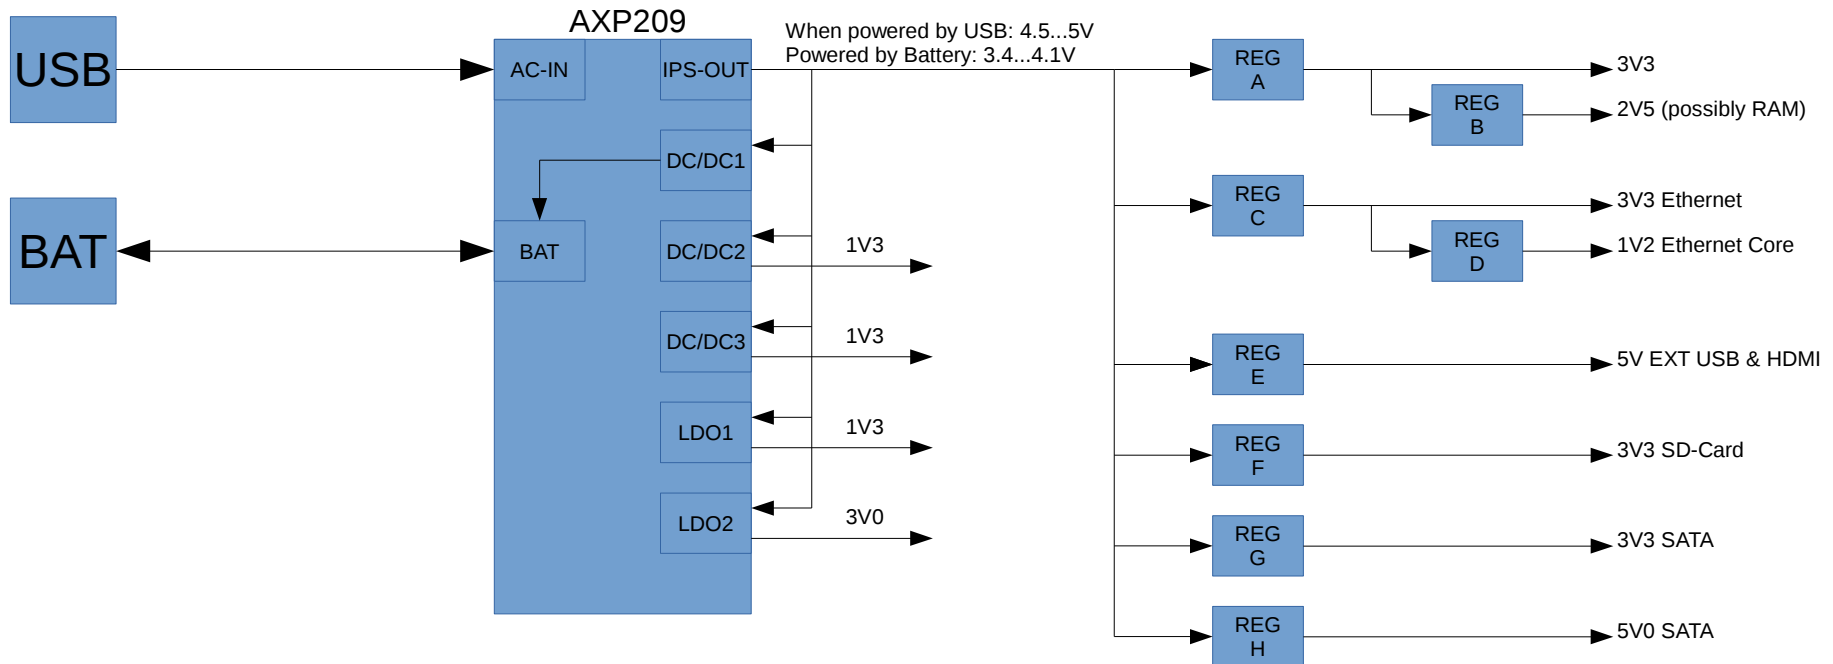 AXP209
When powered by USB: 4.5...5V
Powered by Battery: 3.4...4.1V
USB
AC-IN
IPS-OUT
REG
A
3V3
REG
B
2V5 (possibly RAM)
DC/DC1
BAT
BAT
DC/DC2
1V3
REG
C
3V3 Ethernet
REG
D
1V2 Ethernet Core
DC/DC3
1V3
REG
E
5V EXT USB & HDMI
LDO1
1V3
REG
F
3V3 SD-Card
LDO2
3V0
REG
G
3V3 SATA
REG
H
5V0 SATA